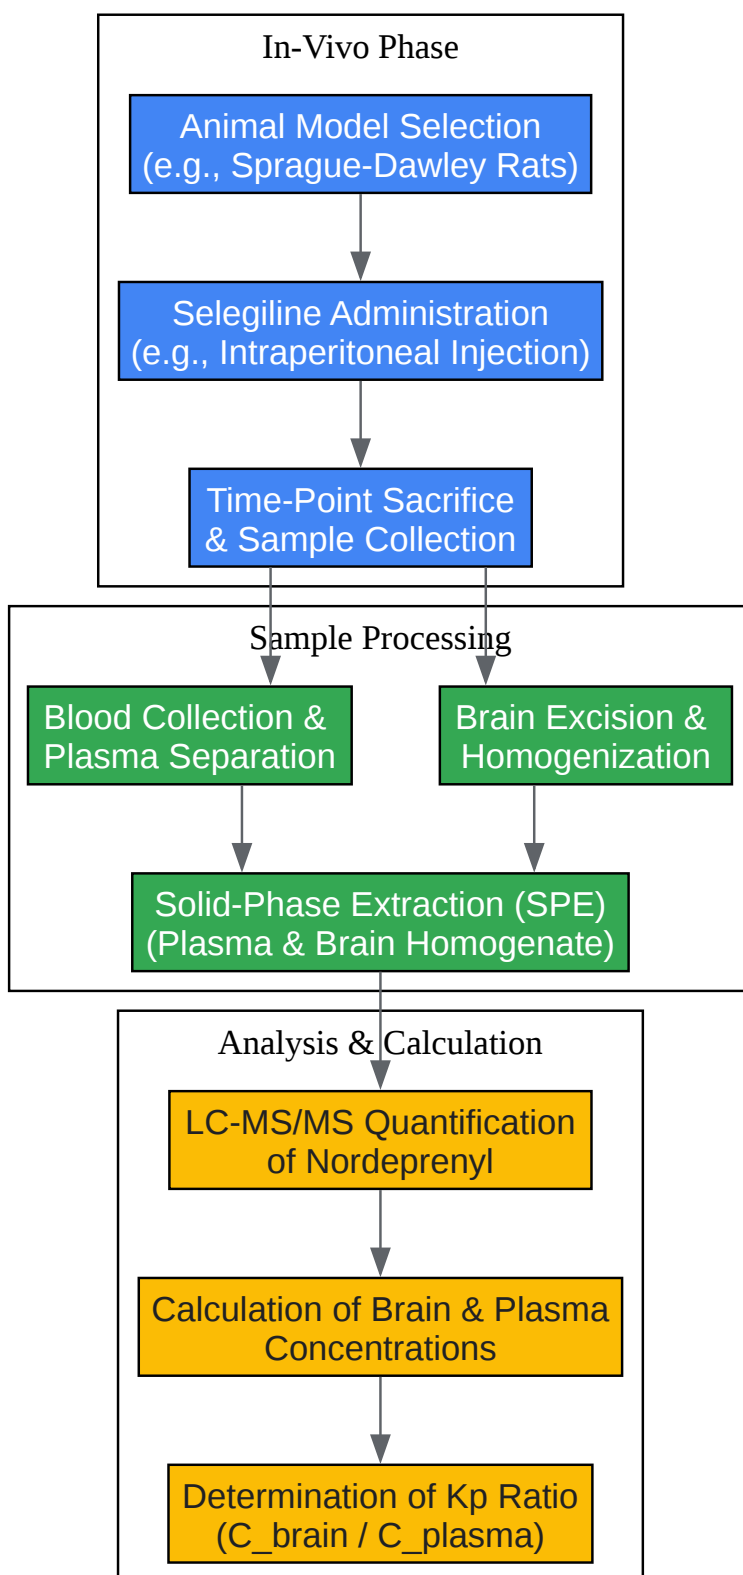 In-Vivo Phase
Animal Model Selection
(e.g., Sprague-Dawley Rats)
Selegiline Administration
(e.g., Intraperitoneal Injection)
Time-Point Sacrifice
& Sample Collection
Sample Processing
Blood Collection &
Plasma Separation
Brain Excision &
Homogenization
Solid-Phase Extraction (SPE)
(Plasma & Brain Homogenate)
Analysis & Calculation
LC-MS/MS Quantification
of Nordeprenyl
Calculation of Brain & Plasma
Concentrations
Determination of Kp Ratio
(C_brain / C_plasma)